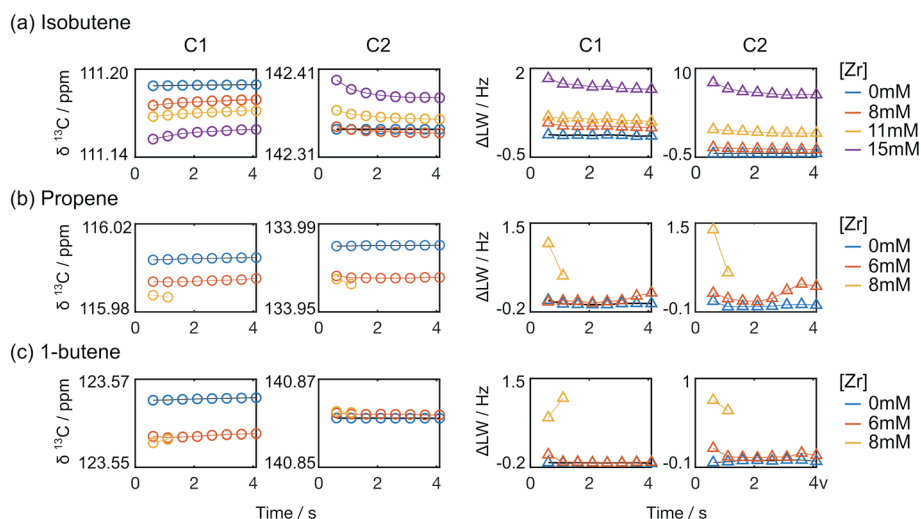 (a) Isobutene
C1 C2 C1 C2
δ ¹³C / ppm 111.20 111.14 0 2 4
142.41 142.31 0 2 4
ΔLW / Hz 2 -0.5 0 2 4
10 -0.5 0 2 4
[Zr]
0mM
8mM
11mM
15mM
(b) Propene
δ ¹³C / ppm 116.02 115.98 0 2 4
133.99 133.95 0 2 4
ΔLW / Hz 1.5 -0.2 0 2 4
1.5 -0.1 0 2 4
[Zr]
0mM
6mM
8mM
(c) 1-butene
δ ¹³C / ppm 123.57 123.55 0 2 4
140.87 140.85 0 2 4
ΔLW / Hz 1.5 -0.2 0 2 4
1 -0.1 0 2 4v
[Zr]
0mM
6mM
8mM
Time / s Time / s